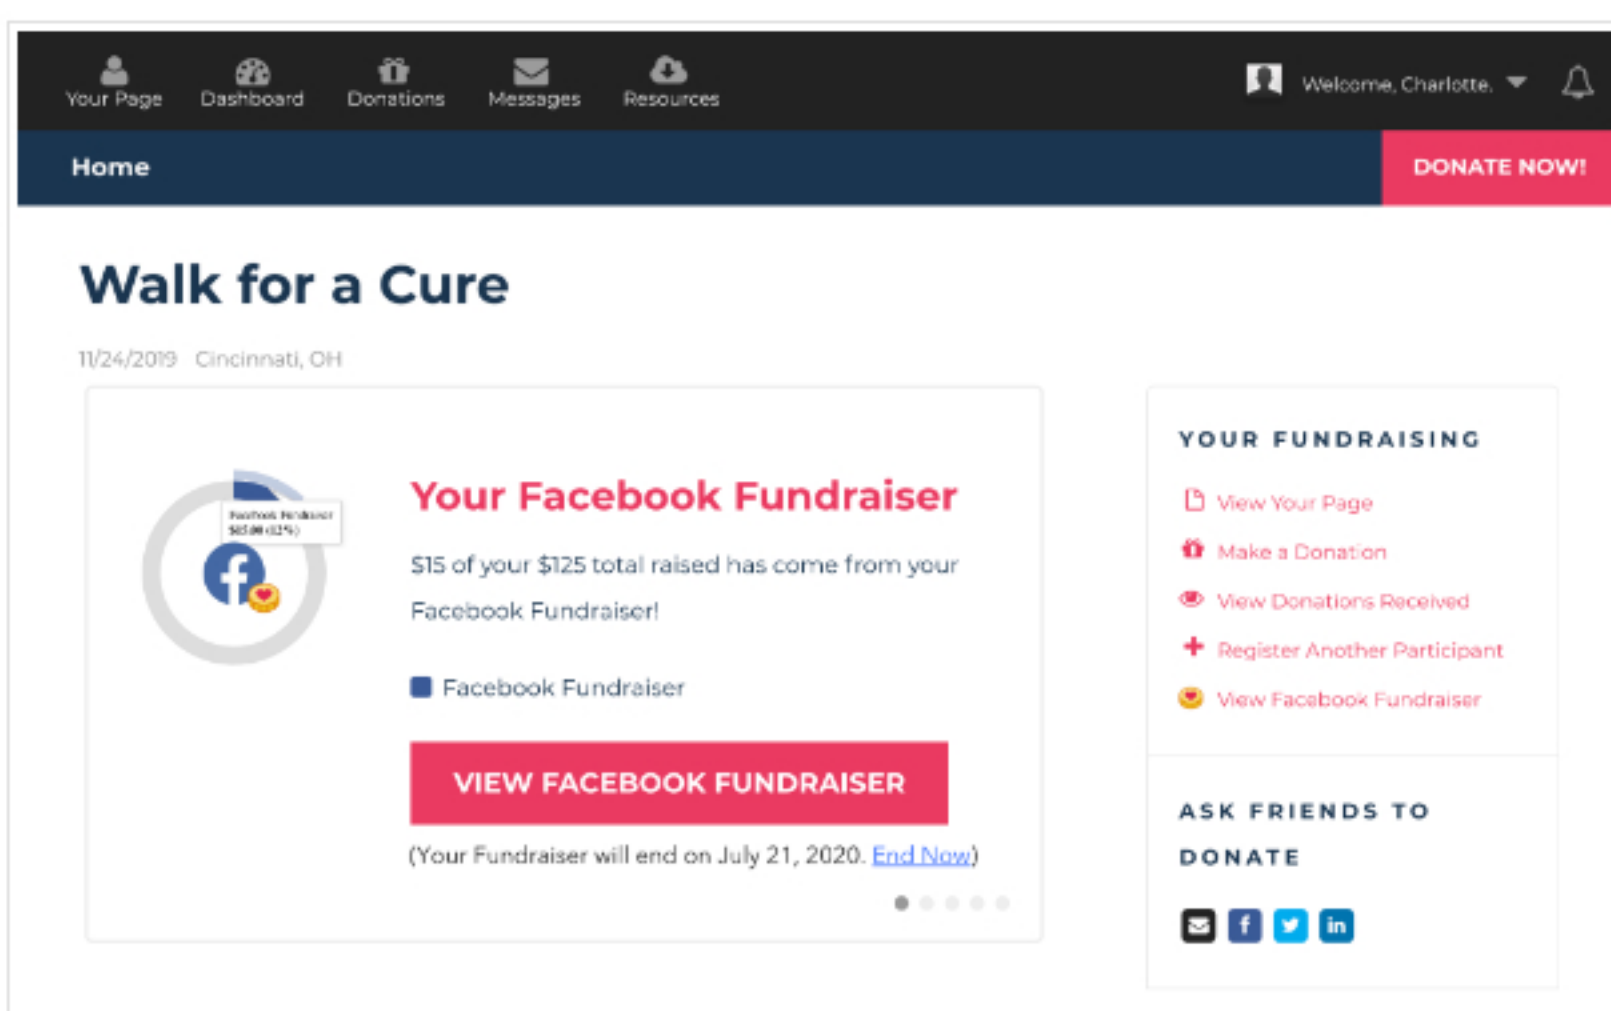 Your Page
Dashboard
Donations
Messages
Resources
Welcome, Charlotte.
Home
DONATE NOW!
Walk for a Cure
11/24/2019 Cincinnati, OH
Facebook Fundraiser
(12%)
Your Facebook Fundraiser
$15 of your $125 total raised has come from your
Facebook Fundraiser!
Facebook Fundraiser
VIEW FACEBOOK FUNDRAISER
(Your Fundraiser will end on July 21, 2020. End Now)
YOUR FUNDRAISING
View Your Page
Make a Donation
View Donations Received
Register Another Participant
View Facebook Fundraiser
ASK FRIENDS TO
DONATE